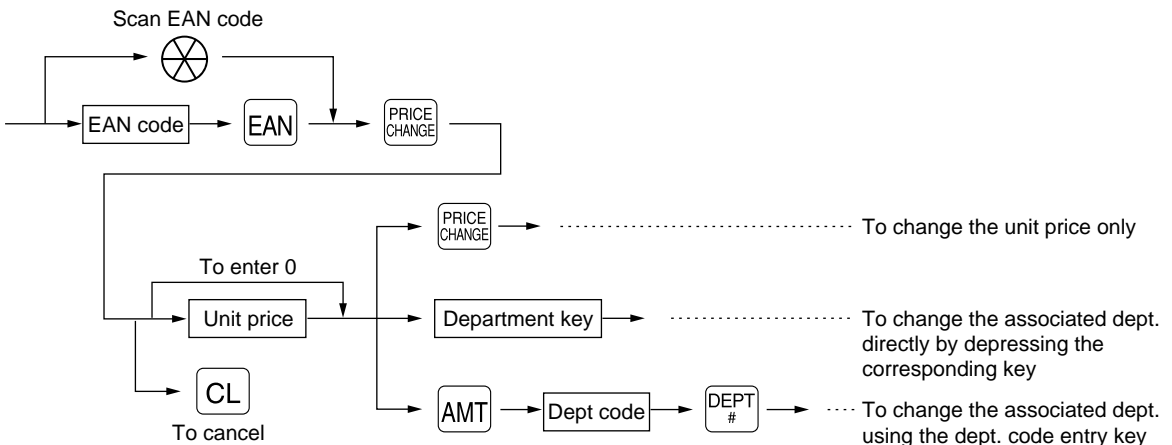 Scan EAN code
EAN code
EAN
PRICE
CHANGE
PRICE
CHANGE
To change the unit price only
To enter 0
Unit price
Department key
To change the associated dept.
directly by depressing the
corresponding key
CL
To cancel
AMT
Dept code
DEPT
#
To change the associated dept.
using the dept. code entry key